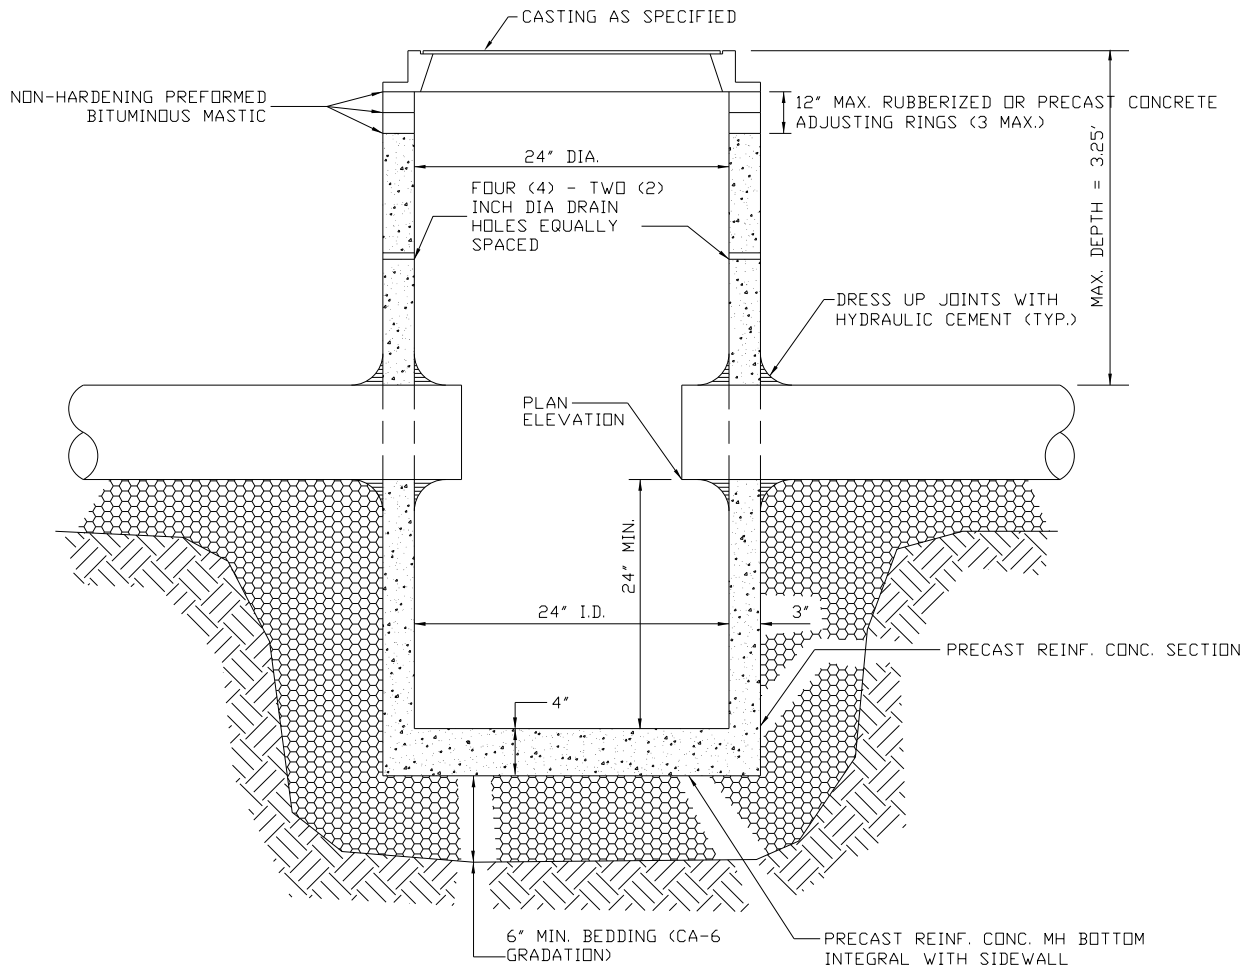 CASTING AS SPECIFIED
NON-HARDENING PREFORMED
BITUMINOUS MASTIC
12" MAX. RUBBERIZED OR PRECAST CONCRETE
ADJUSTING RINGS (3 MAX.)
24" DIA.
FOUR (4) - TWO (2)
INCH DIA DRAIN
HOLES EQUALLY
SPACED
MAX. DEPTH = 3.25'
DRESS UP JOINTS WITH
HYDRAULIC CEMENT (TYP.)
PLAN
ELEVATION
24" MIN.
24" I.D.
3"
PRECAST REINF. CONC. SECTION
4"
6" MIN. BEDDING (CA-6
GRADATION)
PRECAST REINF. CONC. MH BOTTOM
INTEGRAL WITH SIDEWALL